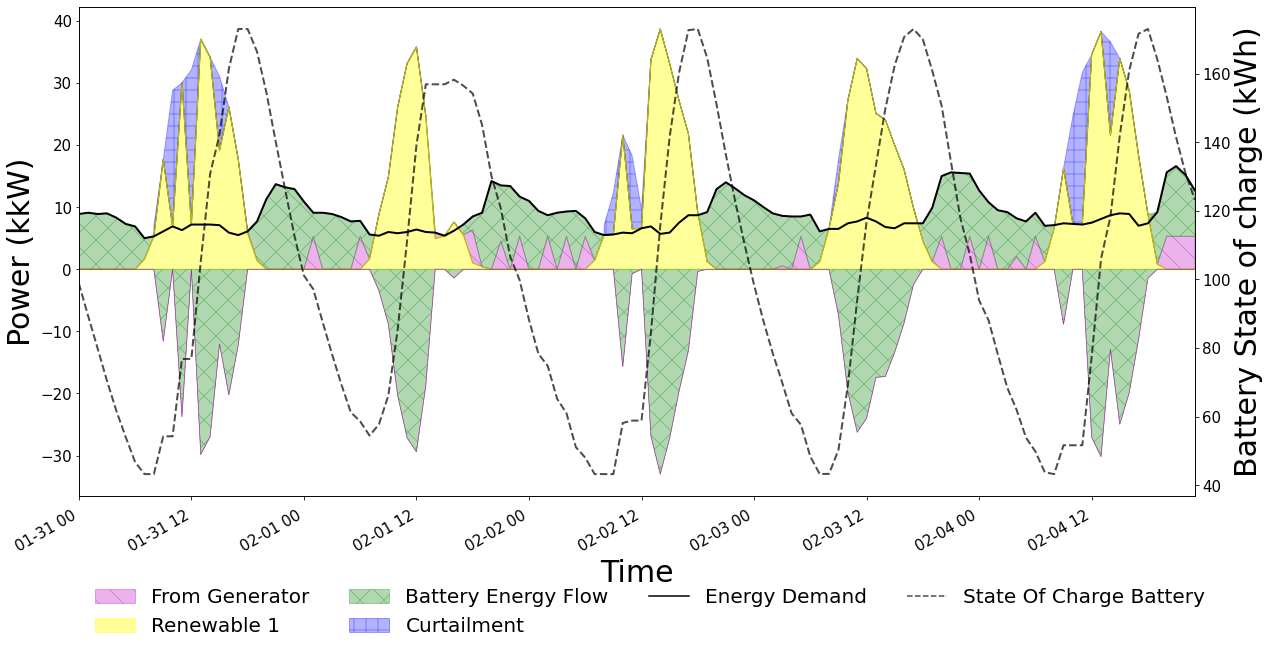 40
30
20
10
0
−10
−20
−30
Power (kkW)
160
140
120
100
80
60
40
Battery State of charge (kWh)
01-31 00
01-31 12
02-01 00
02-01 12
02-02 00
02-02 12
02-03 00
02-03 12
02-04 00
02-04 12
Time
From Generator
Battery Energy Flow
Energy Demand
State Of Charge Battery
Renewable 1
Curtailment